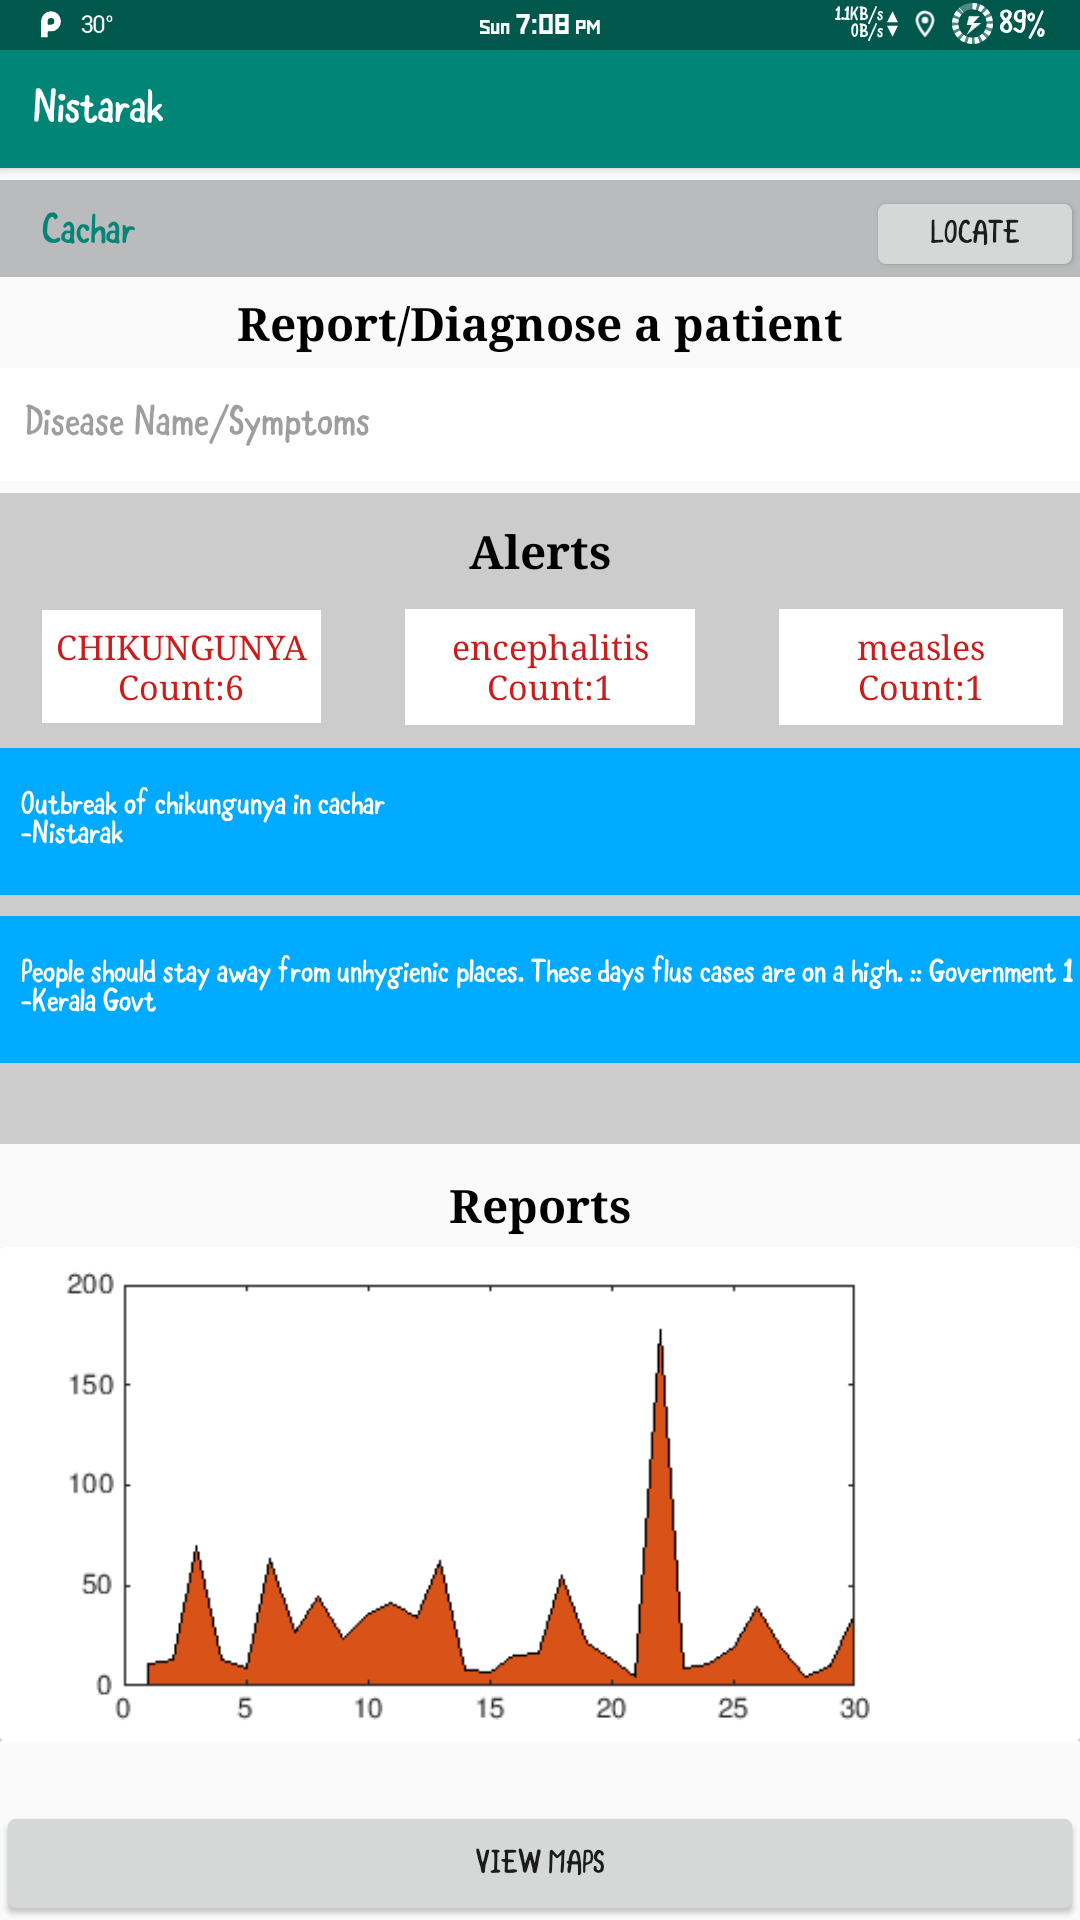 30°
Sun 7:08 PM
1.1KB/s
0B/s
89%
Nistarak
Cachar
LOCATE
Report/Diagnose a patient
Disease Name/Symptoms
Alerts
CHIKUNGUNYA
Count:6
encephalitis
Count:1
measles
Count:1
Outbreak of chikungunya in cachar
-Nistarak
People should stay away from unhygienic places. These days flus cases are on a high. :: Government 1
-Kerala Govt
Reports
200
150
100
50
0
0 5 10 15 20 25 30
VIEW MAPS